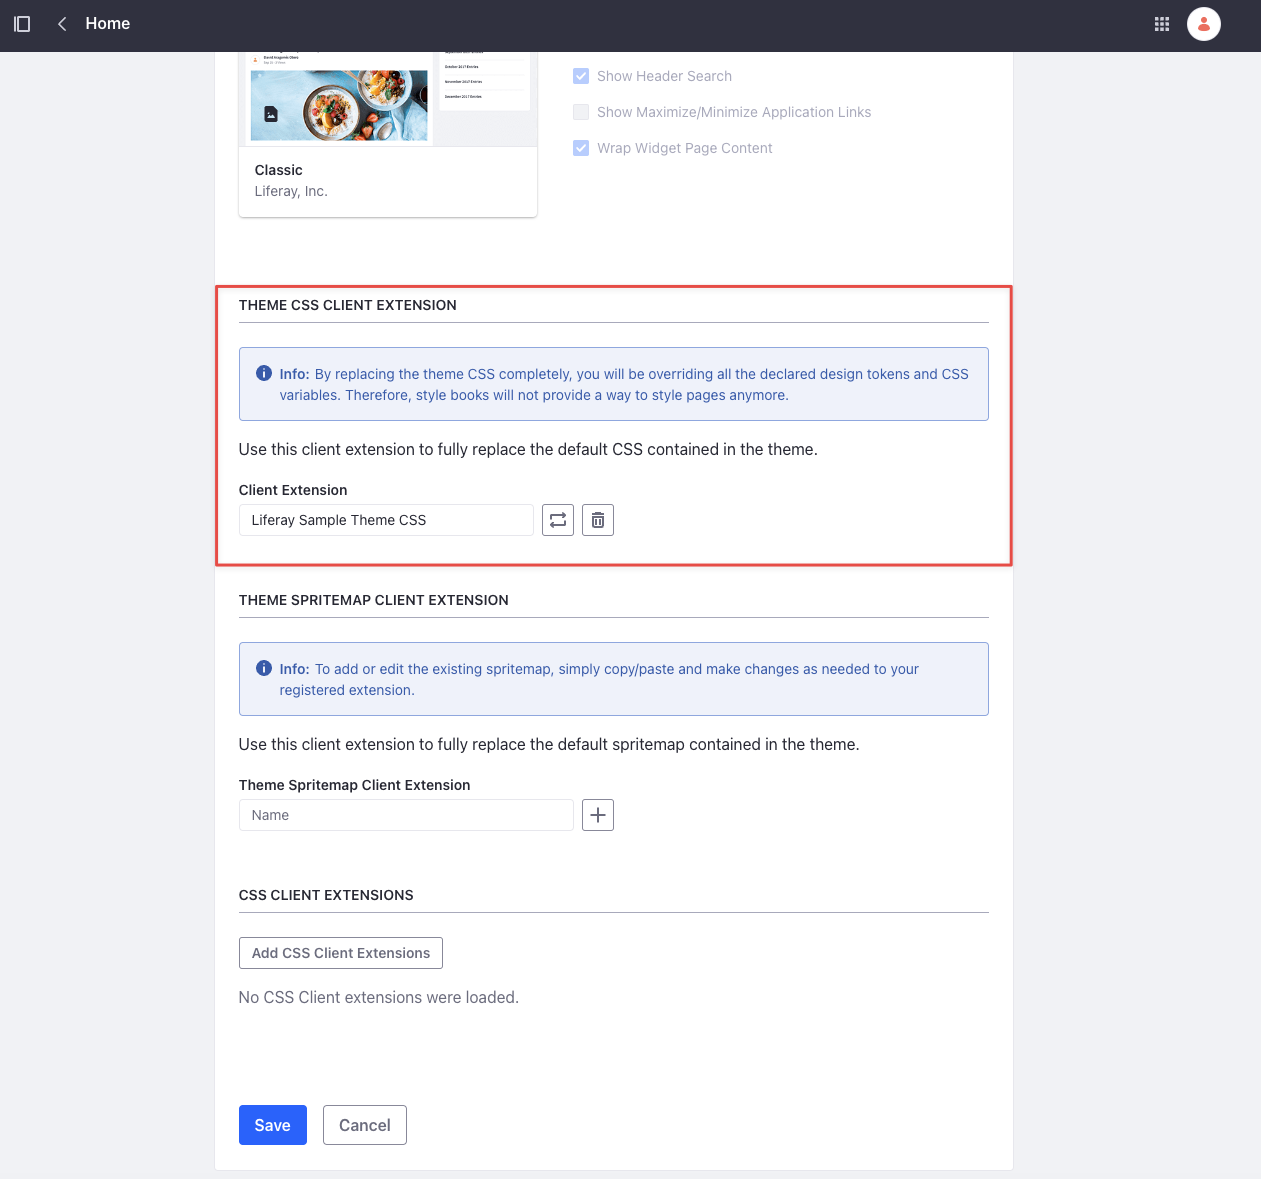 Home
October 2017 Entries
November 2017 Entries
December 2017 Entries
Show Header Search
Show Maximize/Minimize Application Links
Wrap Widget Page Content
Classic
Liferay, Inc.
THEME CSS CLIENT EXTENSION
Info: By replacing the theme CSS completely, you will be overriding all the declared design tokens and CSS
variables. Therefore, style books will not provide a way to style pages anymore.
Use this client extension to fully replace the default CSS contained in the theme.
Client Extension
Liferay Sample Theme CSS
THEME SPRITEMAP CLIENT EXTENSION
Info: To add or edit the existing spritemap, simply copy/paste and make changes as needed to your
registered extension.
Use this client extension to fully replace the default spritemap contained in the theme.
Theme Spritemap Client Extension
Name
CSS CLIENT EXTENSIONS
Add CSS Client Extensions
No CSS Client extensions were loaded.
Save
Cancel